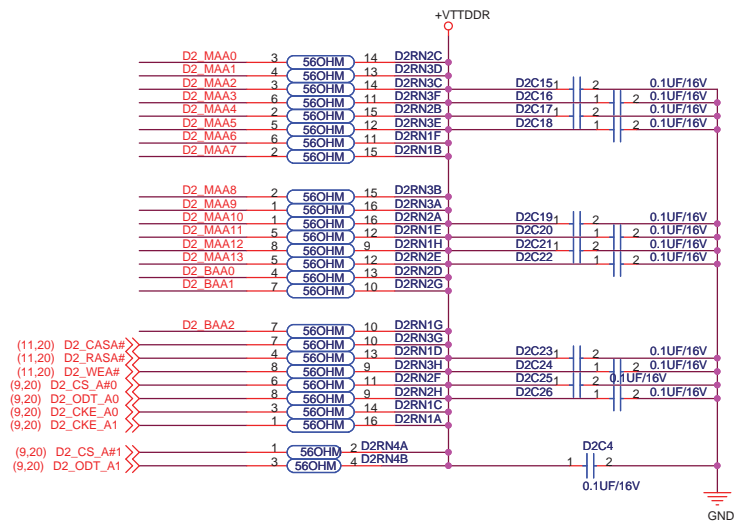 +VTTDDR
D2_MAA0 3 56OHM 14 D2RN2C
D2_MAA1 4 56OHM 13 D2RN3D
D2_MAA2 3 56OHM 14 D2RN3C D2C15 1 2 0.1UF/16V
D2_MAA3 6 56OHM 11 D2RN3F D2C16 1 2 0.1UF/16V
D2_MAA4 2 56OHM 15 D2RN2B D2C17 1 2 0.1UF/16V
D2_MAA5 5 56OHM 12 D2RN3E D2C18 1 2 0.1UF/16V
D2_MAA6 6 56OHM 11 D2RN1F
D2_MAA7 2 56OHM 15 D2RN1B
D2_MAA8 2 56OHM 15 D2RN3B
D2_MAA9 1 56OHM 16 D2RN3A
D2_MAA10 1 56OHM 16 D2RN2A D2C19 1 2 0.1UF/16V
D2_MAA11 5 56OHM 12 D2RN1E D2C20 1 2 0.1UF/16V
D2_MAA12 8 56OHM 9 D2RN1H D2C21 1 2 0.1UF/16V
D2_MAA13 5 56OHM 12 D2RN2E D2C22 1 2 0.1UF/16V
D2_BAA0 4 56OHM 13 D2RN2D
D2_BAA1 7 56OHM 10 D2RN2G
D2_BAA2 7 56OHM 10 D2RN1G
(11,20) D2_CASA# 7 56OHM 10 D2RN3G
(11,20) D2_RASA# 4 56OHM 13 D2RN1D D2C23 1 2 0.1UF/16V
(11,20) D2_WEA# 8 56OHM 9 D2RN3H D2C24 1 2 0.1UF/16V
(9,20) D2_CS_A#0 6 56OHM 11 D2RN2F D2C25 1 2 0.1UF/16V
(9,20) D2_ODT_A0 8 56OHM 9 D2RN2H D2C26 1 2 0.1UF/16V
(9,20) D2_CKE_A0 3 56OHM 14 D2RN1C
(9,20) D2_CKE_A1 1 56OHM 16 D2RN1A
(9,20) D2_CS_A#1 1 56OHM 2 D2RN4A D2C4
(9,20) D2_ODT_A1 3 56OHM 4 D2RN4B 1 2
0.1UF/16V
GND